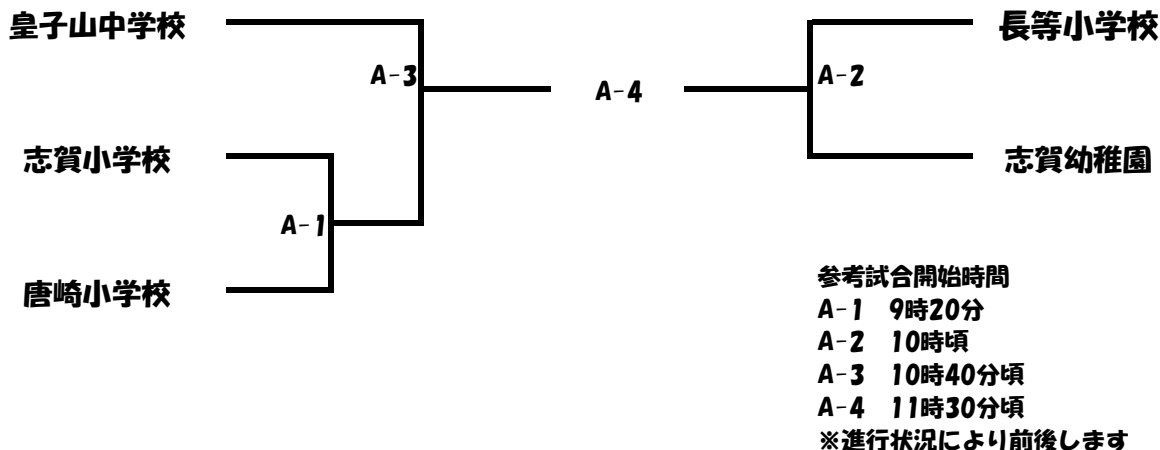 皇子山中学校
長等小学校
A-3
A-4
A-2
志賀小学校
志賀幼稚園
A-1
唐崎小学校
参考試合開始時間
A-1 9時20分
A-2 10時頃
A-3 10時40分頃
A-4 11時30分頃
※進行状況により前後します